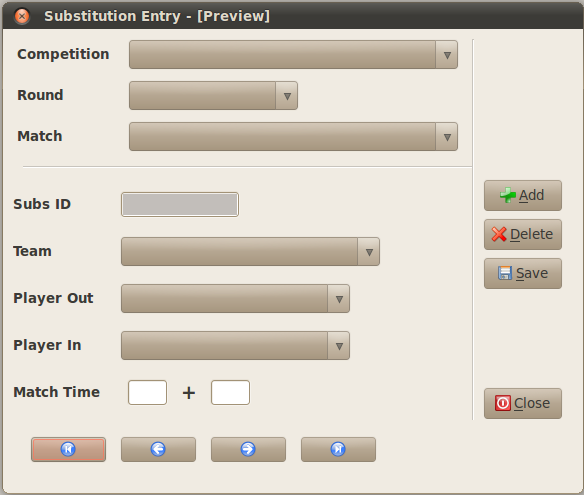 Substitution Entry - [Preview]
Competition
Round
Match
Subs ID
Add
Team
Delete
Save
Player Out
Player In
Match Time +
Close